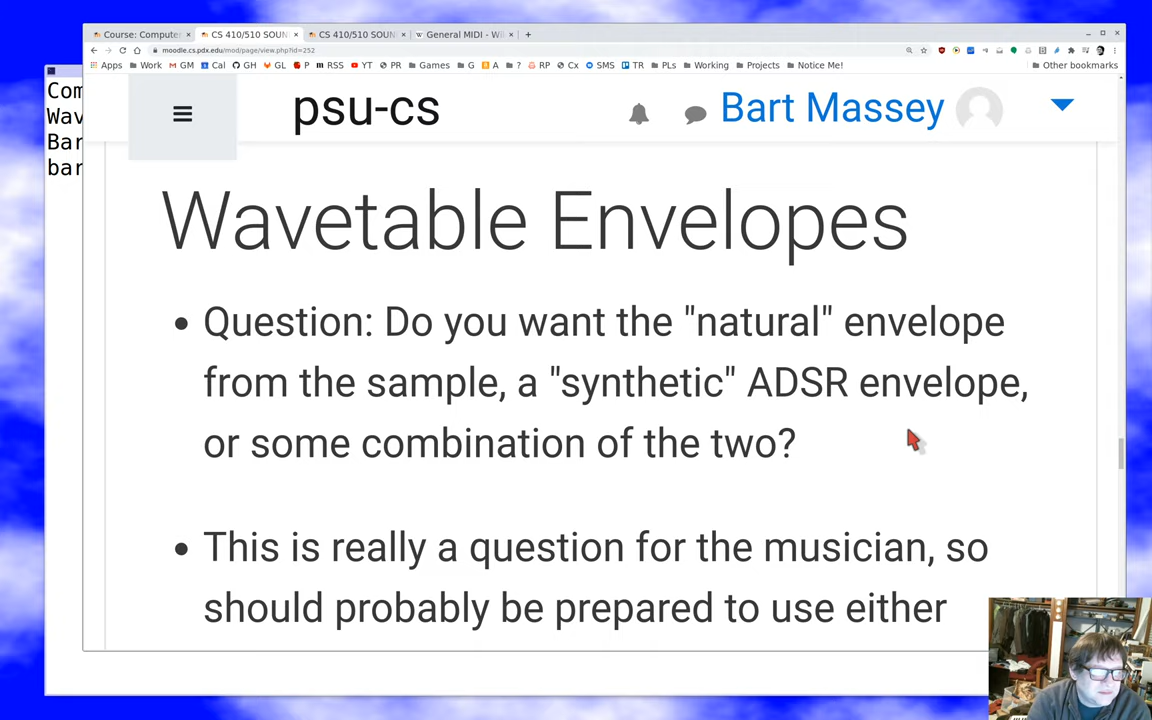 Course: Computer
CS 410/510 SOUN
CS 410/510 SOUN
General MIDI - Wi
moodle.cs.pdx.edu/mod/page/view.php?id=252
Apps Work GM Cal GH GL P RSS YT PR Games G A ? RP Cx SMS TR PLs Working Projects Notice Me! Other bookmarks
Com
Wav
Bar
bar
psu-cs
Bart Massey
Wavetable Envelopes
• Question: Do you want the "natural" envelope
from the sample, a "synthetic" ADSR envelope,
or some combination of the two?
• This is really a question for the musician, so
should probably be prepared to use either